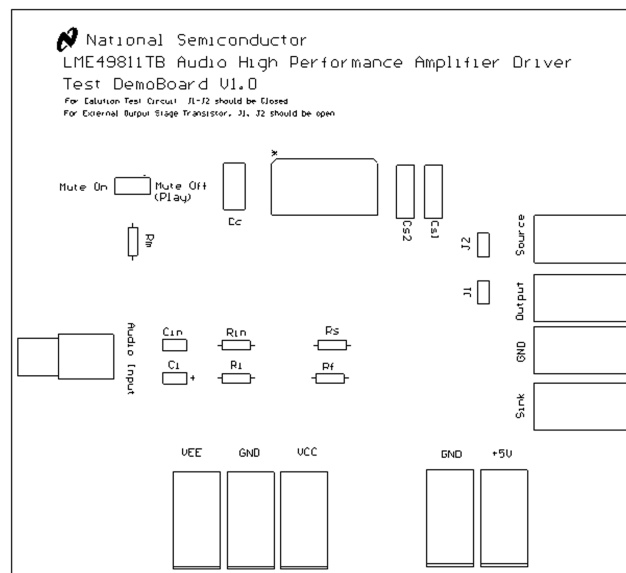 National Semiconductor
LME49811TB Audio High Performance Amplifier Driver
Test DemoBoard V1.0
For Ealution Test Circuit J1-J2 should be Closed
For External Output Stage Transistor, J1, J2 should be open
*
Mute On
Mute Off
(Play)
Cc
Cs2
Cs1
J2
Source
Rm
J1
Output
Audio Input
Cin
Rin
Rs
GND
Ci
+
Ri
Rf
Sink
VEE
GND
VCC
GND
+5V